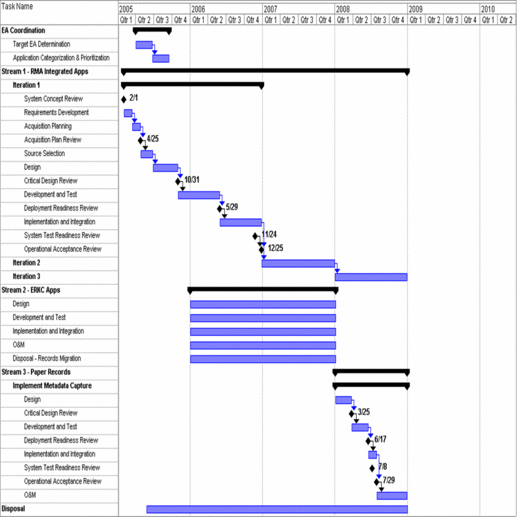 Task Name
2005 2006 2007 2008 2009 2010
Qtr 1 Qtr 2 Qtr 3 Qtr 4 Qtr 1 Qtr 2 Qtr 3 Qtr 4 Qtr 1 Qtr 2 Qtr 3 Qtr 4 Qtr 1 Qtr 2 Qtr 3 Qtr 4 Qtr 1 Qtr 2 Qtr 3 Qtr 4 Qtr 1 Qtr 2
EA Coordination
Target EA Determination
Application Categorization & Prioritization
Stream 1 - RMA Integrated Apps
Iteration 1
System Concept Review 2/1
Requirements Development
Acquisition Planning
Acquisition Plan Review 4/25
Source Selection
Design
Critical Design Review 10/31
Development and Test
Deployment Readiness Review 5/29
Implementation and Integration
System Test Readiness Review 11/24
Operational Acceptance Review 12/25
Iteration 2
Iteration 3
Stream 2 - ERKC Apps
Design
Development and Test
Implementation and Integration
O&M
Disposal - Records Migration
Stream 3 - Paper Records
Implement Metadata Capture
Design
Critical Design Review 3/25
Development and Test
Deployment Readiness Review 6/17
Implementation and Integration
System Test Readiness Review 7/8
Operational Acceptance Review 7/29
O&M
Disposal